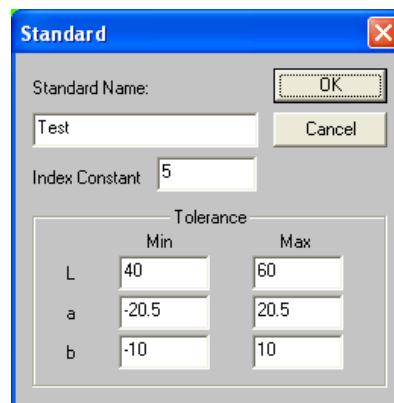 Standard
Standard Name:
OK
Test
Cancel
Index Constant 5
Tolerance
Min Max
L 40 60
a -20.5 20.5
b -10 10